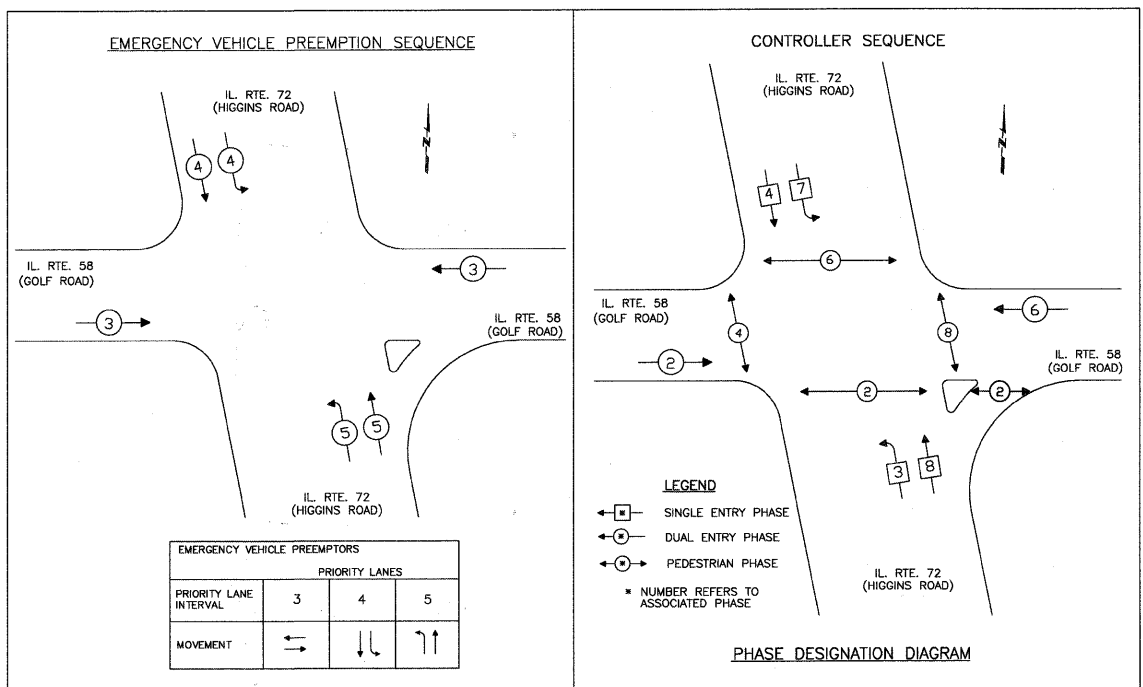 EMERGENCY VEHICLE PREEMPTION SEQUENCE
IL. RTE. 72
(HIGGINS ROAD)
N
4
4
IL. RTE. 58
(GOLF ROAD)
3
3
IL. RTE. 58
(GOLF ROAD)
5
5
IL. RTE. 72
(HIGGINS ROAD)
EMERGENCY VEHICLE PREEMPTORS
PRIORITY LANES
PRIORITY LANE
INTERVAL
3
4
5
MOVEMENT
CONTROLLER SEQUENCE
IL. RTE. 72
(HIGGINS ROAD)
N
4
7
6
IL. RTE. 58
(GOLF ROAD)
4
8
6
2
IL. RTE. 58
(GOLF ROAD)
2
2
3
8
LEGEND
* SINGLE ENTRY PHASE
* DUAL ENTRY PHASE
* PEDESTRIAN PHASE
* NUMBER REFERS TO
ASSOCIATED PHASE
IL. RTE. 72
(HIGGINS ROAD)
PHASE DESIGNATION DIAGRAM